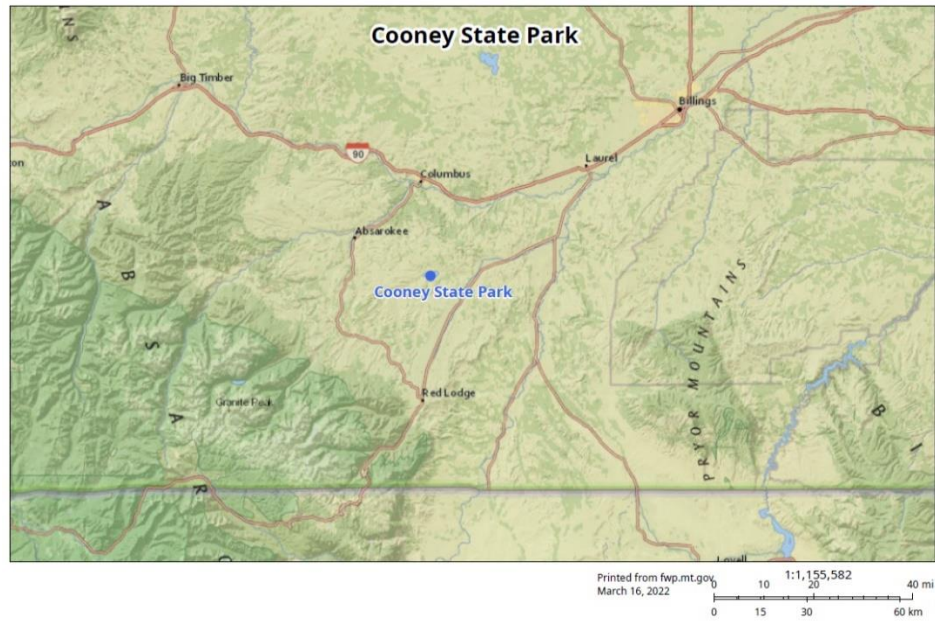 Cooney State Park
NS
Big Timber
Billings
on
90
Laurel
Columbus
A
Absarokee
B
Cooney State Park
S
PRYOR MOUNTAINS
Red Lodge
Granite Peak
A
B
I
R
Lovell
Printed from fwp.mt.gov
March 16, 2022
1:1,155,582
0 10 20 40 mi
0 15 30 60 km